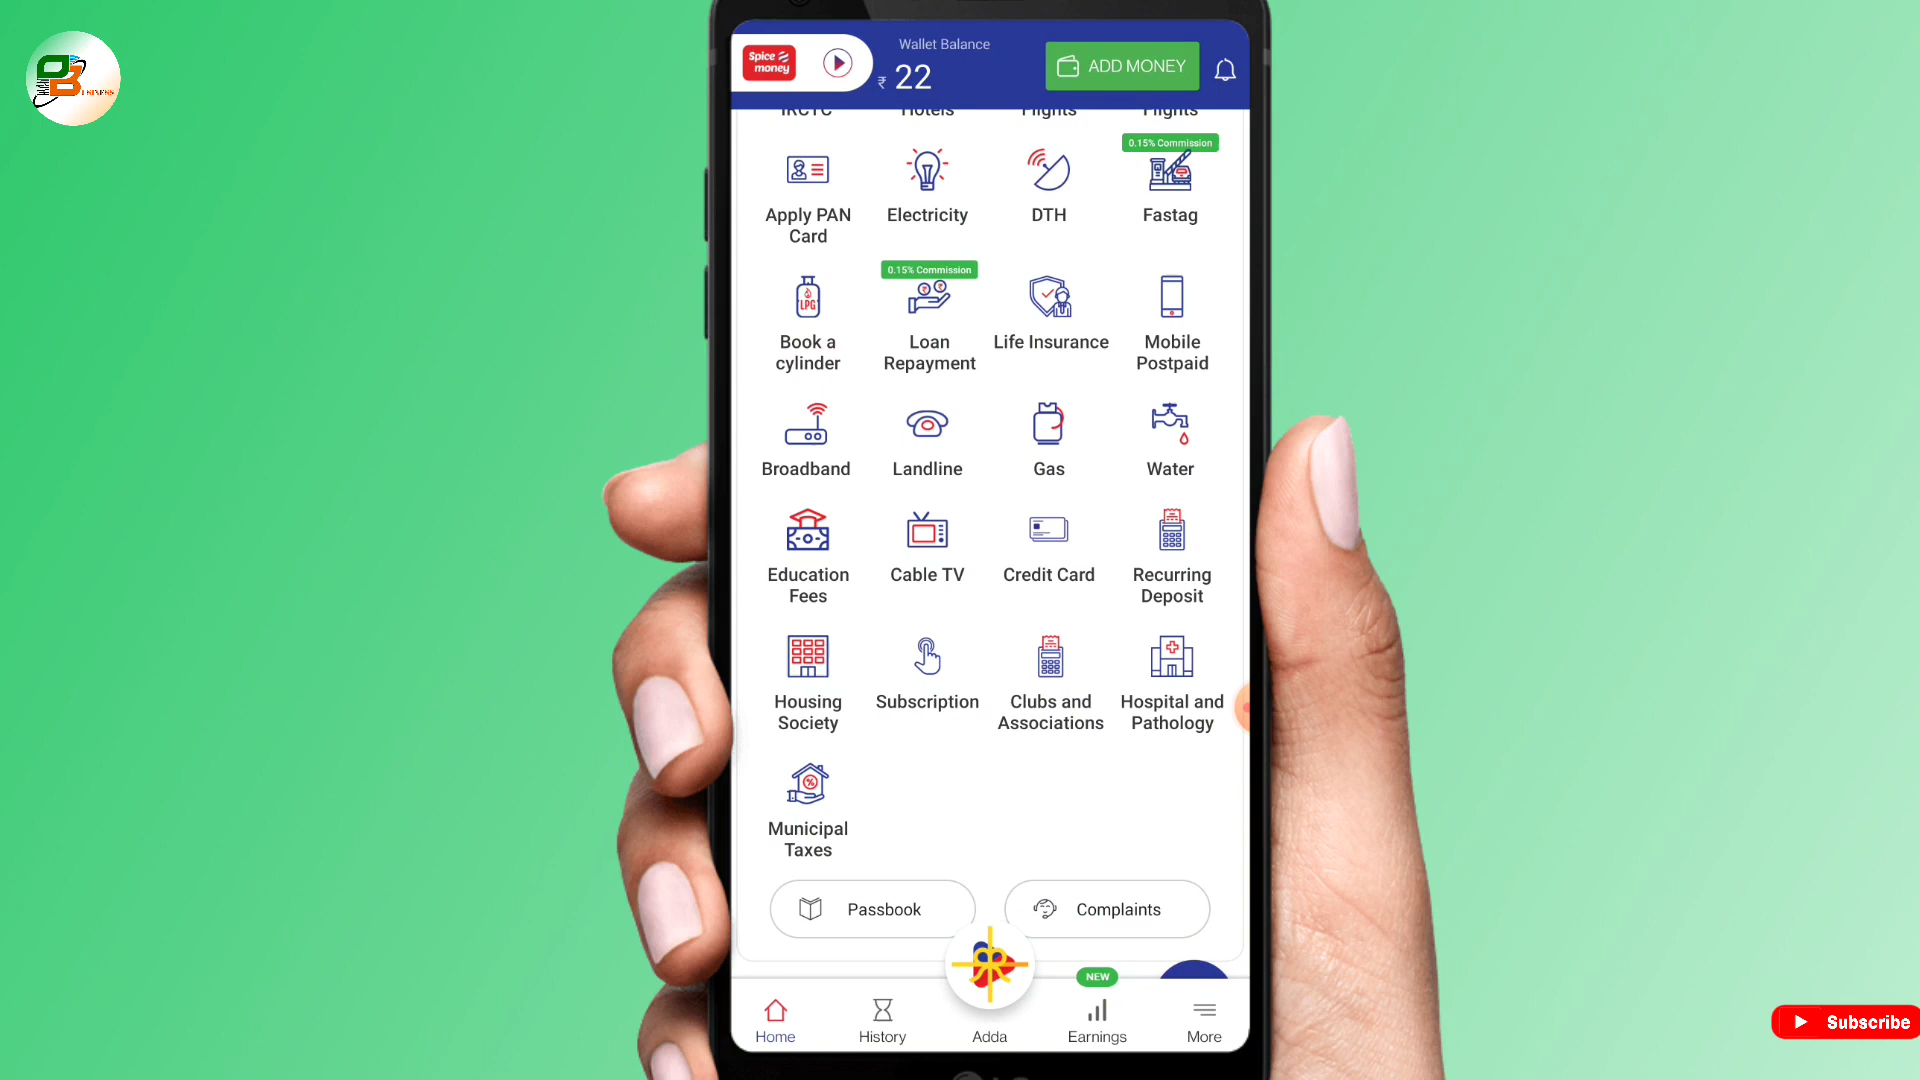 PB
USINESS
Spice
money
Wallet Balance
₹ 22
ADD MONEY
IRCTC Hotels Flights Flights
0.15% Commission
Apply PAN
Card
Electricity
DTH
Fastag
0.15% Commission
LPG
Book a
cylinder
Loan
Repayment
Life Insurance
Mobile
Postpaid
Broadband
Landline
Gas
Water
Education
Fees
Cable TV
Credit Card
Recurring
Deposit
Housing
Society
Subscription
Clubs and
Associations
Hospital and
Pathology
%
Municipal
Taxes
Passbook
Complaints
NEW
Home
History
Adda
Earnings
More
Subscribe